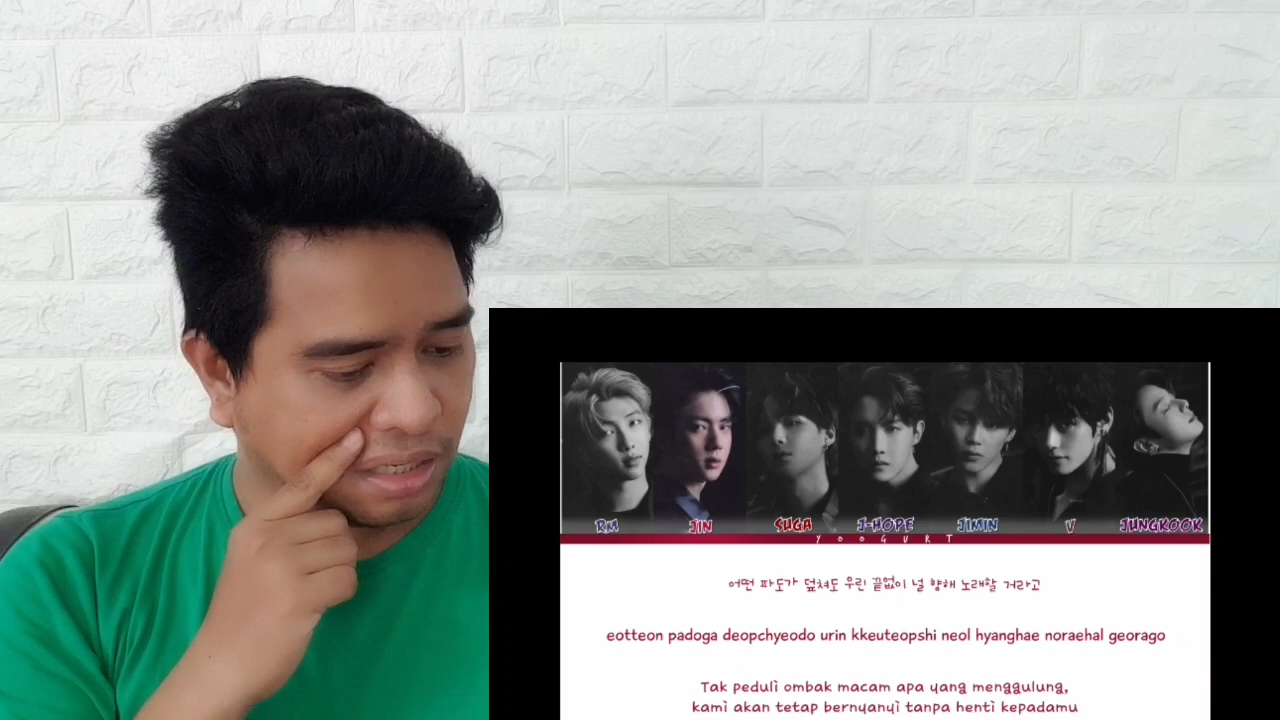 RM JIN SUGA J-HOPE JIMIN V JUNGKOOK
YOOGURT
어떤 파도가 덮쳐도 우린 끝없이 널 향해 노래할 거라고
eotteon padoga deopchyeodo urin kkeuteopshi neol hyanghae noraehal georago
Tak peduli ombak macam apa yang menggulung,
kami akan tetap bernyanyi tanpa henti kepadamu